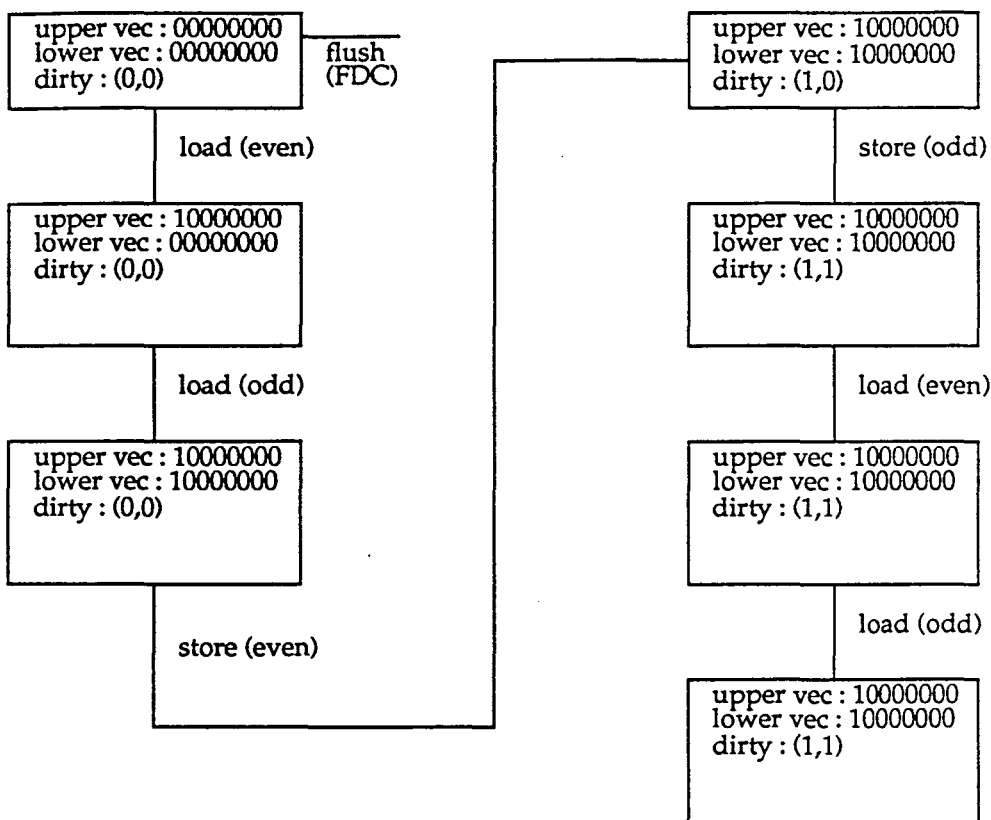 upper vec : 00000000
lower vec : 00000000
dirty : (0,0)
flush
(FDC)
load (even)
upper vec : 10000000
lower vec : 00000000
dirty : (0,0)
load (odd)
upper vec : 10000000
lower vec : 10000000
dirty : (0,0)
store (even)
upper vec : 10000000
lower vec : 10000000
dirty : (1,0)
store (odd)
upper vec : 10000000
lower vec : 10000000
dirty : (1,1)
load (even)
upper vec : 10000000
lower vec : 10000000
dirty : (1,1)
load (odd)
upper vec : 10000000
lower vec : 10000000
dirty : (1,1)